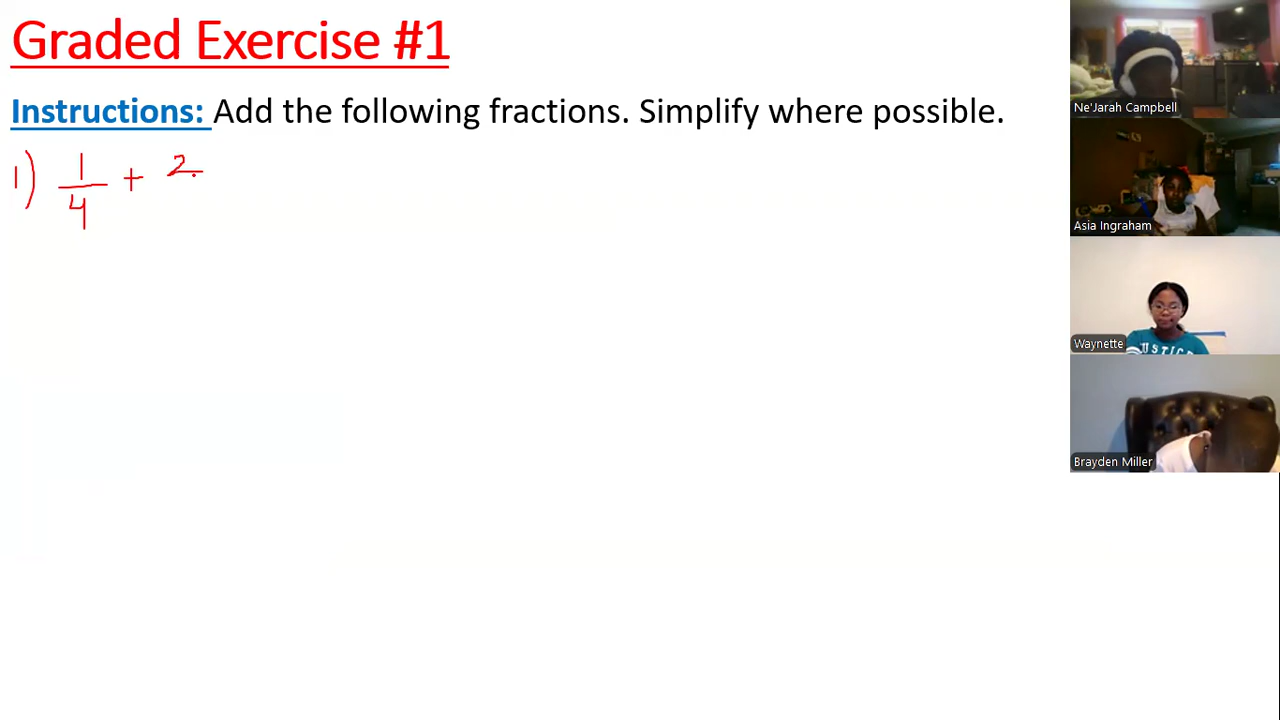 Graded Exercise #1
Instructions: Add the following fractions. Simplify where possible.
1) 1/4 + 2
Ne'Jarah Campbell
Asia Ingraham
Waynette
JUSTICE
Brayden Miller